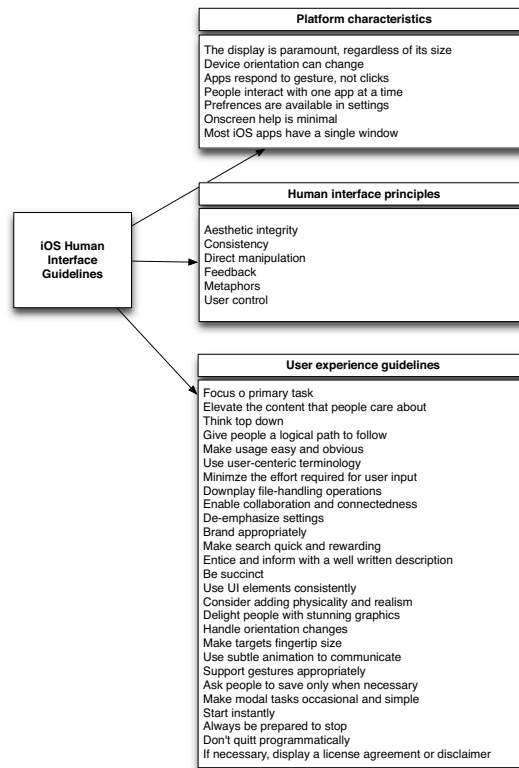 Platform characteristics
The display is paramount, regardless of its size
Device orientation can change
Apps respond to gesture, not clicks
People interact with one app at a time
Prefrences are available in settings
Onscreen help is minimal
Most iOS apps have a single window
iOS Human
Interface
Guidelines
Human interface principles
Aesthetic integrity
Consistency
Direct manipulation
Feedback
Metaphors
User control
User experience guidelines
Focus o primary task
Elevate the content that people care about
Think top down
Give people a logical path to follow
Make usage easy and obvious
Use user-centric terminology
Minimze the effort required for user input
Downplay file-handling operations
Enable collaboration and connectedness
De-emphasize settings
Brand appropriately
Make search quick and rewarding
Entice and inform with a well written description
Be succinct
Use UI elements consistently
Consider adding physicality and realism
Delight people with stunning graphics
Handle orientation changes
Make targets fingertip size
Use subtle animation to communicate
Support gestures appropriately
Ask people to save only when necessary
Make modal tasks occasional and simple
Start instantly
Always be prepared to stop
Don't quitt programmatically
If necessary, display a license agreement or disclaimer